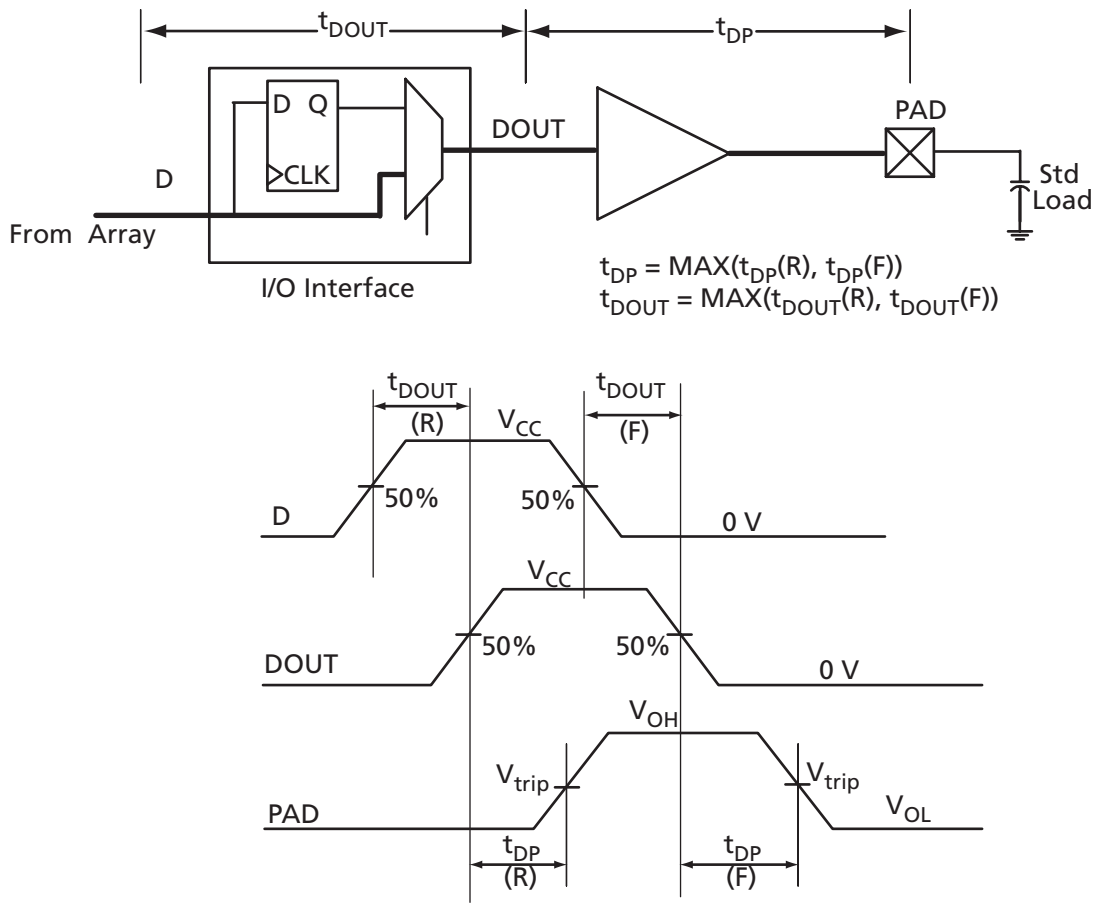 tDOUT
tDP
D Q
CLK
D
From Array
I/O Interface
DOUT
PAD
Std
Load
tDP = MAX(tDP(R), tDP(F))
tDOUT = MAX(tDOUT(R), tDOUT(F))
tDOUT
(R)
tDOUT
(F)
VCC
50%
50%
D
0 V
VCC
50%
50%
DOUT
0 V
VOH
Vtrip
Vtrip
PAD
VOL
tDP
(R)
tDP
(F)